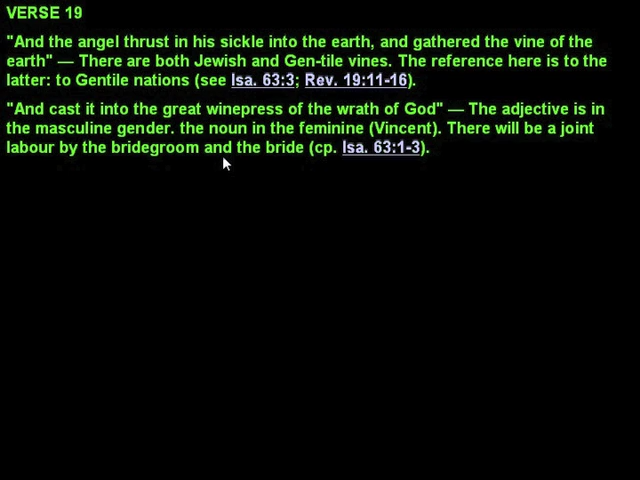 VERSE 19
"And the angel thrust in his sickle into the earth, and gathered the vine of the
earth" — There are both Jewish and Gen-tile vines. The reference here is to the
latter: to Gentile nations (see Isa. 63:3; Rev. 19:11-16).
"And cast it into the great winepress of the wrath of God" — The adjective is in
the masculine gender. the noun in the feminine (Vincent). There will be a joint
labour by the bridegroom and the bride (cp. Isa. 63:1-3).